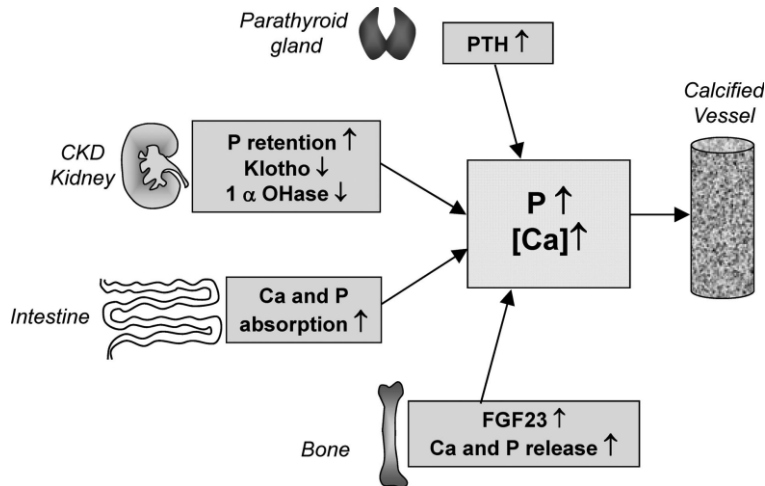 Parathyroid
gland
PTH ↑
Calcified
Vessel
CKD
Kidney
P retention ↑
Klotho ↓
1 α OHase ↓
P ↑
[Ca]↑
Intestine
Ca and P
absorption ↑
Bone
FGF23 ↑
Ca and P release ↑